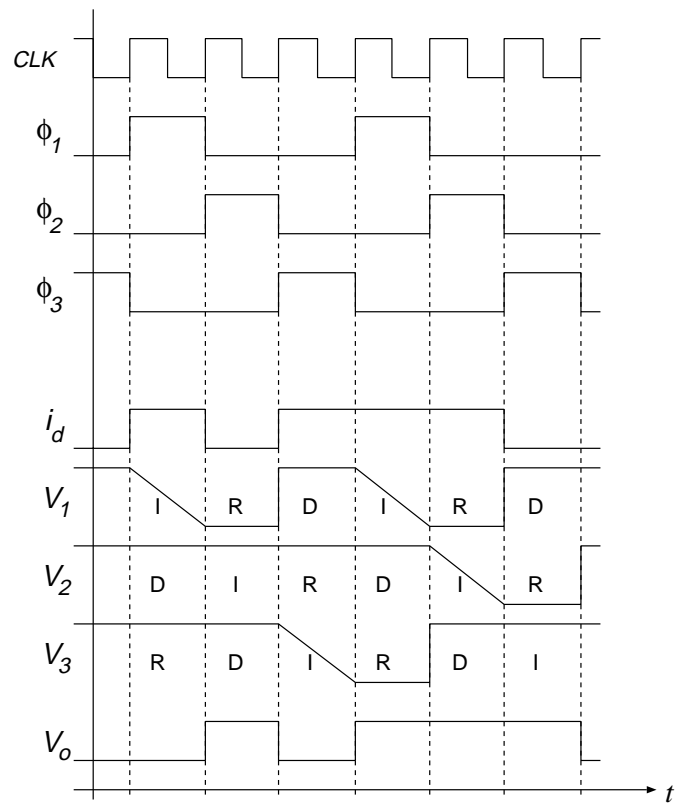 CLK
ϕ1
ϕ2
ϕ3
id
V1 I R D I R D
V2 D I R D I R
V3 R D I R D I
Vo
t